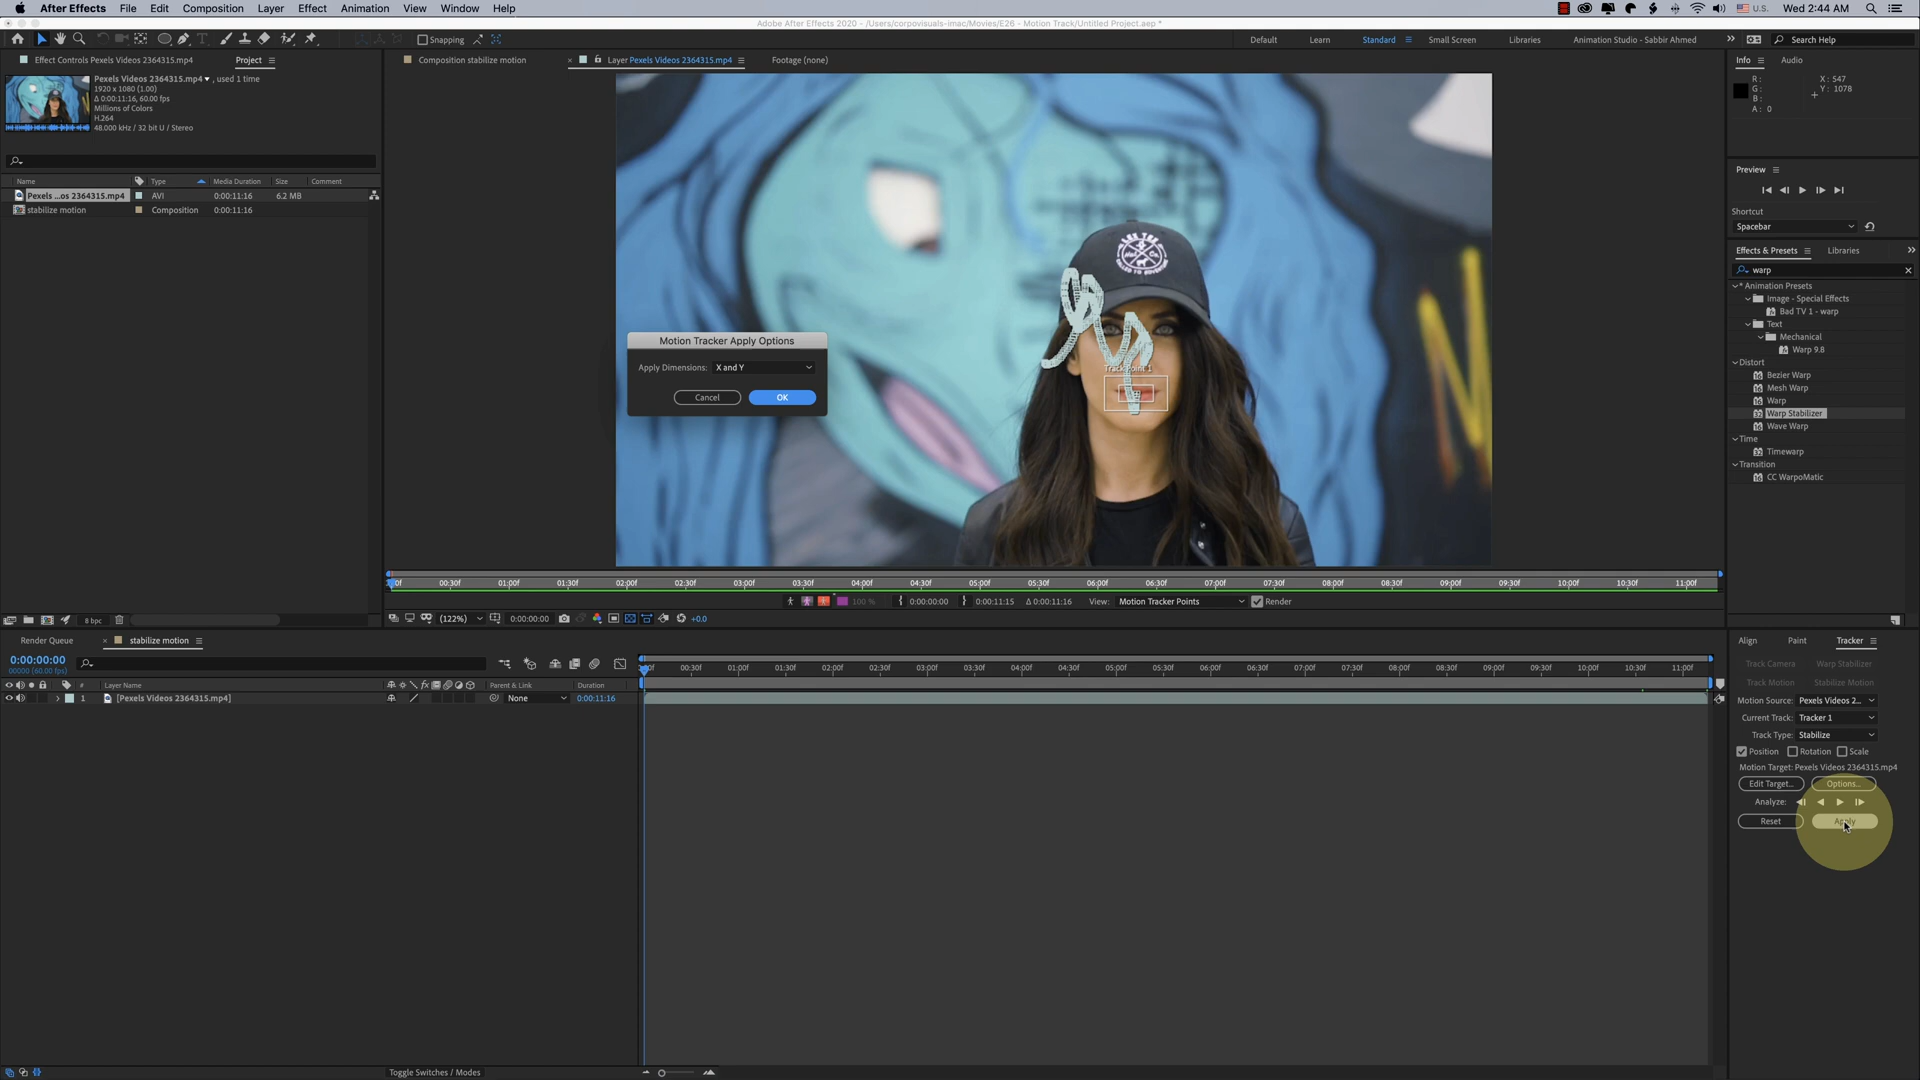 After Effects File Edit Composition Layer Effect Animation View Window Help
U.S. Wed 2:44 AM
Adobe After Effects 2020 - /Users/corpovisuals-imac/Movies/E26 - Motion Track/Untitled Project.aep *
Snapping
Default Learn Standard Small Screen Libraries Animation Studio - Sabbir Ahmed Search Help
Effect Controls Pexels Videos 2364315.mp4 Project
Pexels Videos 2364315.mp4 , used 1 time
1920 x 1080 (1.00)
Δ 0:00:11:16, 60.00 fps)
Millions of Colors
H.264
48.000 kHz / 32 bit U / Stereo
Name Type Media Duration Size Comment
Pexels ...os 2364315.mp4 AVI 0:00:11:16 6.2 MB
stabilize motion Composition 0:00:11:16
8 bpc
Composition stabilize motion
Layer Pexels Videos 2364315.mp4
Footage (none)
Motion Tracker Apply Options
Apply Dimensions: X and Y
Cancel OK
Track Point 1
00:30f 01:00f 01:30f 02:00f 02:30f 03:00f 03:30f 04:00f 04:30f 05:00f 05:30f 06:00f 06:30f 07:00f 07:30f 08:00f 08:30f 09:00f 09:30f 10:00f 10:30f 11:00f
100 % 0:00:00:00 0:00:11:15 Δ 0:00:11:16 View: Motion Tracker Points Render
(122%) 0:00:00:00 +0.0
Info Audio
R : X : 547
G : Y : 1078
B :
A : 0
Preview
Shortcut
Spacebar
Effects & Presets Libraries
warp
* Animation Presets
Image - Special Effects
Bad TV 1 - warp
Text
Mechanical
Warp 9.8
Distort
Bezier Warp
Mesh Warp
Warp
Warp Stabilizer
Wave Warp
Time
Timewarp
Transition
CC WarpoMatic
Render Queue stabilize motion
0:00:00:00
00000 (60.00 fps)
00:30f 01:00f 01:30f 02:00f 02:30f 03:00f 03:30f 04:00f 04:30f 05:00f 05:30f 06:00f 06:30f 07:00f 07:30f 08:00f 08:30f 09:00f 09:30f 10:00f 10:30f 11:00f
# Layer Name Parent & Link Duration
1 [Pexels Videos 2364315.mp4] None 0:00:11:16
Toggle Switches / Modes
Align Paint Tracker
Track Camera Warp Stabilizer
Track Motion Stabilize Motion
Motion Source: Pexels Videos 2...
Current Track: Tracker 1
Track Type: Stabilize
Position Rotation Scale
Motion Target: Pexels Videos 2364315.mp4
Edit Target... Options...
Analyze:
Reset Apply